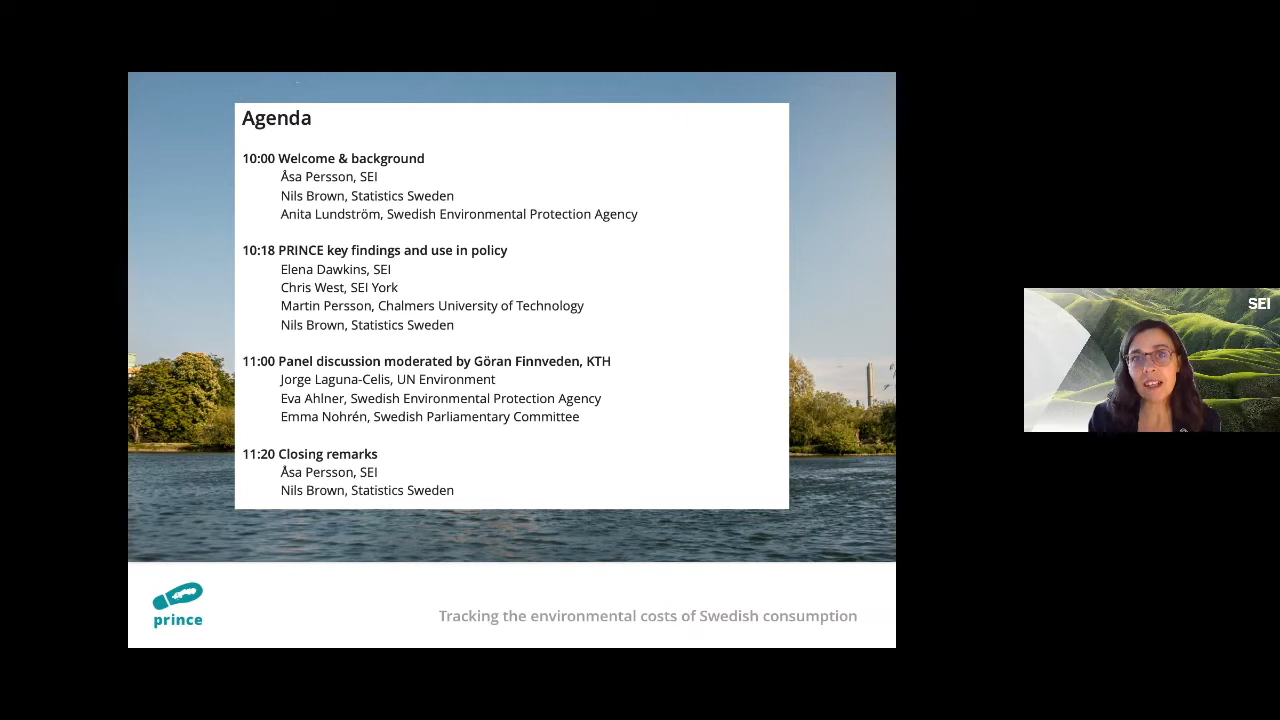 Agenda
10:00 Welcome & background
Åsa Persson, SEI
Nils Brown, Statistics Sweden
Anita Lundström, Swedish Environmental Protection Agency
10:18 PRINCE key findings and use in policy
Elena Dawkins, SEI
Chris West, SEI York
Martin Persson, Chalmers University of Technology
Nils Brown, Statistics Sweden
11:00 Panel discussion moderated by Göran Finnveden, KTH
Jorge Laguna-Celis, UN Environment
Eva Ahlner, Swedish Environmental Protection Agency
Emma Nohrén, Swedish Parliamentary Committee
11:20 Closing remarks
Åsa Persson, SEI
Nils Brown, Statistics Sweden
prince
Tracking the environmental costs of Swedish consumption
SEI